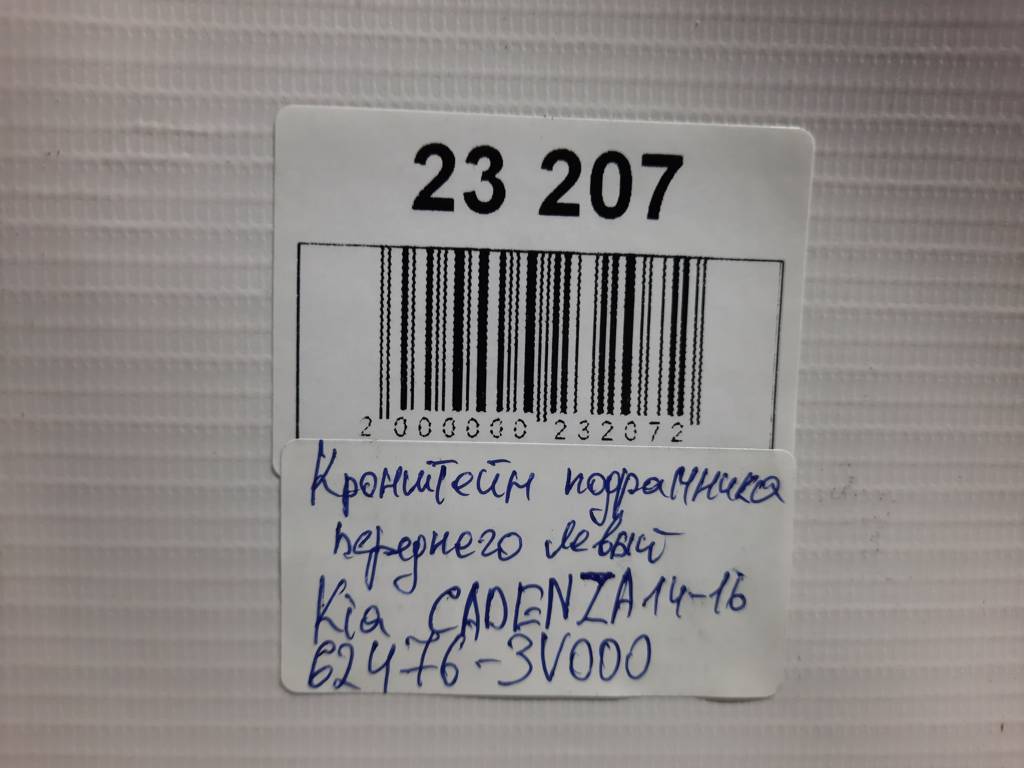 23 207
2 000000 232072
Кронштейн подрамника
переднего левый
Kia CADENZA 14-16
62476-3V000